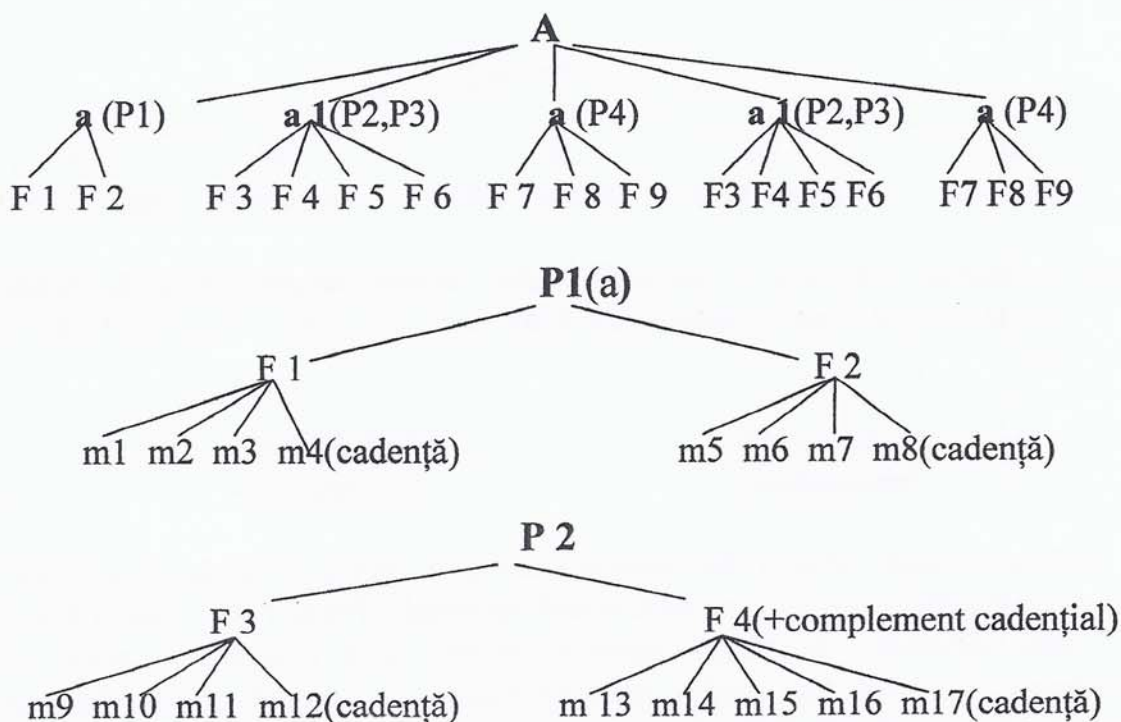 A
a (P1) a 1(P2,P3) a (P4) a 1(P2,P3) a (P4)
F 1 F 2 F 3 F 4 F 5 F 6 F 7 F 8 F 9 F3 F4 F5 F6 F7 F8 F9
P1(a)
F 1 F 2
m1 m2 m3 m4(cadență) m5 m6 m7 m8(cadență)
P 2
F 3 F 4(+complement cadențial)
m9 m10 m11 m12(cadență) m 13 m14 m15 m16 m17(cadență)